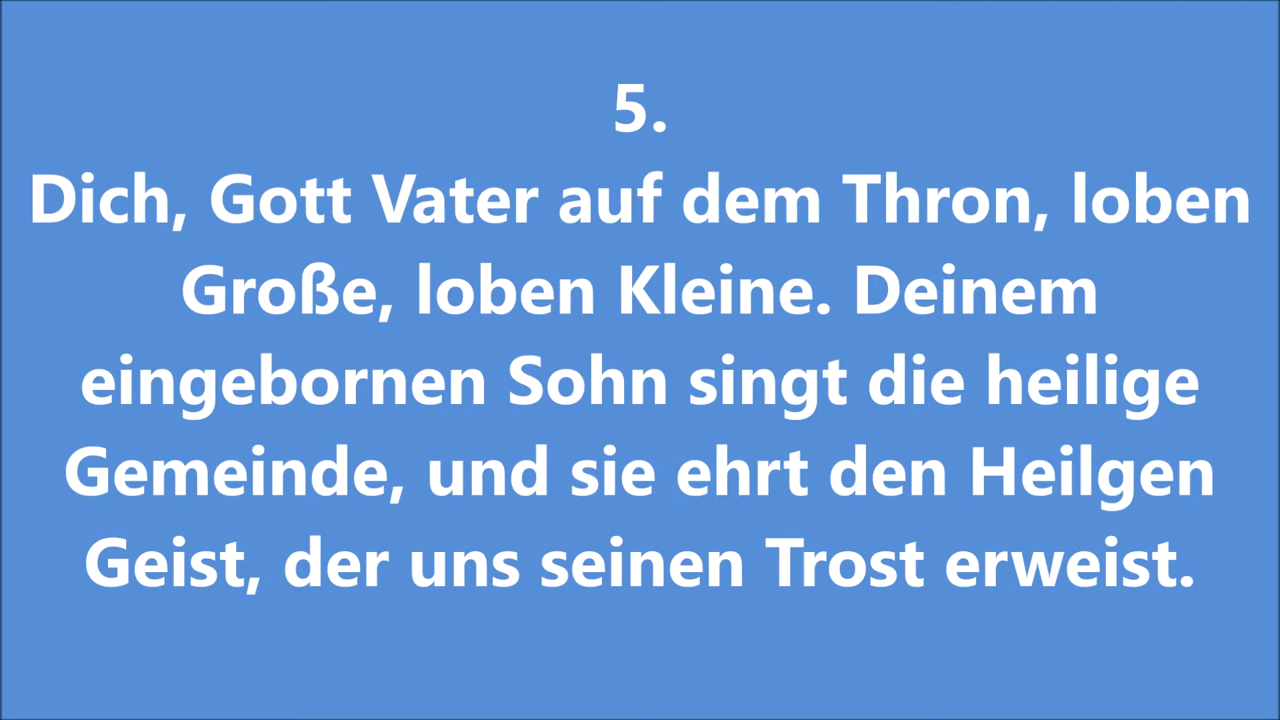 5.
Dich, Gott Vater auf dem Thron, loben
Große, loben Kleine. Deinem
eingebornen Sohn singt die heilige
Gemeinde, und sie ehrt den Heilgen
Geist, der uns seinen Trost erweist.